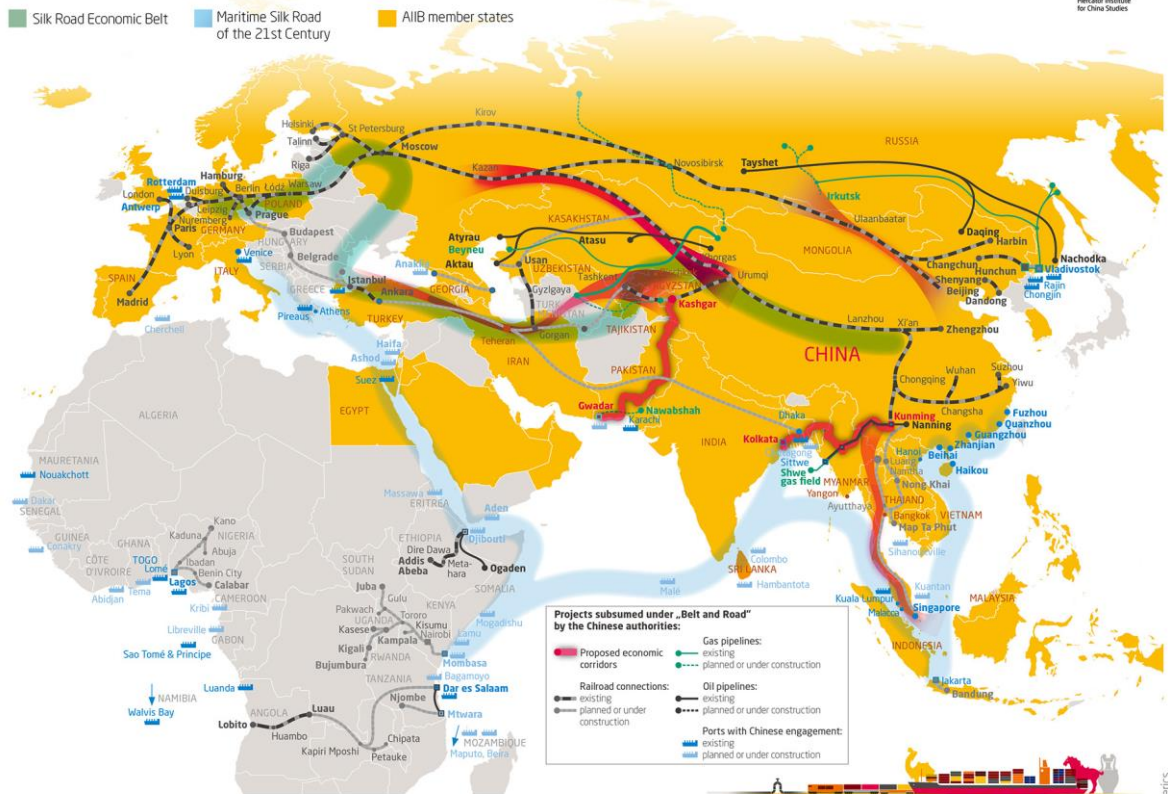 Mercator Institute
for China Studies
Silk Road Economic Belt
Maritime Silk Road
of the 21st Century
AIIB member states
Helsinki
St Petersburg
Talinn
Riga
Moscow
Kirov
Kazan
Novosibirsk
RUSSIA
Tayshet
Irkutsk
Ulaanbaatar
MONGOLIA
Daqing
Harbin
Nachodka
Changchun
Hunchun
Vladivostok
Shenyang
Rajin
Chongjin
Beijing
Dandong
Rotterdam
Hamburg
London
Duisburg
Berlin
Łódź
Warsaw
Antwerp
POLAND
Leipzig
Prague
Nuremberg
Paris
GERMANY
Lyon
Budapest
HUNGARY
Venice
Belgrade
SERBIA
ITALY
SPAIN
Madrid
GREECE
Istanbul
Ankara
Piraeus
Athens
TURKEY
Cherchell
Anaklia
GEORGIA
KASAKHSTAN
Atyrau
Beyneu
Atasu
Aktau
Usan
UZBEKISTAN
Tashkent
Gyzlgaya
Khorgas
Urumqi
Kashgar
TAJIKISTAN
Teheran
Gorgan
IRAN
PAKISTAN
Gwadar
Nawabshah
Karachi
Lanzhou
Xi'an
Zhengzhou
CHINA
Chongqing
Wuhan
Suzhou
Yiwu
Changsha
Fuzhou
Quanzhou
Guangzhou
Zhanjian
Beihai
Haikou
Kunming
Nanning
Haifa
Ashod
Suez
EGYPT
ALGERIA
INDIA
Kolkata
Dhaka
Sittwe
Shwe
gas field
MYANMAR
Yangon
Hanoi
Luang
Namtha
Nong Khai
THAILAND
Ayutthaya
Bangkok
VIETNAM
Map Ta Phut
Sihanoukville
SRI LANKA
Colombo
Hambantota
Malé
Kuala Lumpur
Kuantan
MALAYSIA
Malacca
Singapore
INDONESIA
Jakarta
Bandung
MAURETANIA
Nouakchott
Dakar
SENEGAL
GUINEA
Conakry
CÔTE
D'IVOIRE
GHANA
TOGO
Lomé
Abidjan
Tema
Kano
Kaduna
NIGERIA
Abuja
Ibadan
Benin City
Lagos
Calabar
CAMEROON
Kribi
Libreville
GABON
Sao Tomé & Principe
Luanda
NAMIBIA
Walvis Bay
ANGOLA
Lobito
Luau
Huambo
Kapiri Mposhi
Chipata
Petauke
Massawa
ERITREA
Aden
Djibouti
ETHIOPIA
Dire Dawa
Addis
Abeba
Meta-
hara
Ogaden
SOMALIA
SOUTH
SUDAN
Juba
Gulu
Pakwach
Tororo
KENYA
UGANDA
Kisumu
Kasese
Nairobi
Kampala
Lamu
Mogadishu
Kigali
RWANDA
Mombasa
Bujumbura
Bagamoyo
TANZANIA
Dar es Salaam
Njombe
Mtwara
MOZAMBIQUE
Maputo, Beira
Projects subsumed under „Belt and Road"
by the Chinese authorities:
Proposed economic
corridors
Railroad connections:
existing
planned or under
construction
Gas pipelines:
existing
planned or under construction
Oil pipelines:
existing
planned or under construction
Ports with Chinese engagement:
existing
planned or under construction